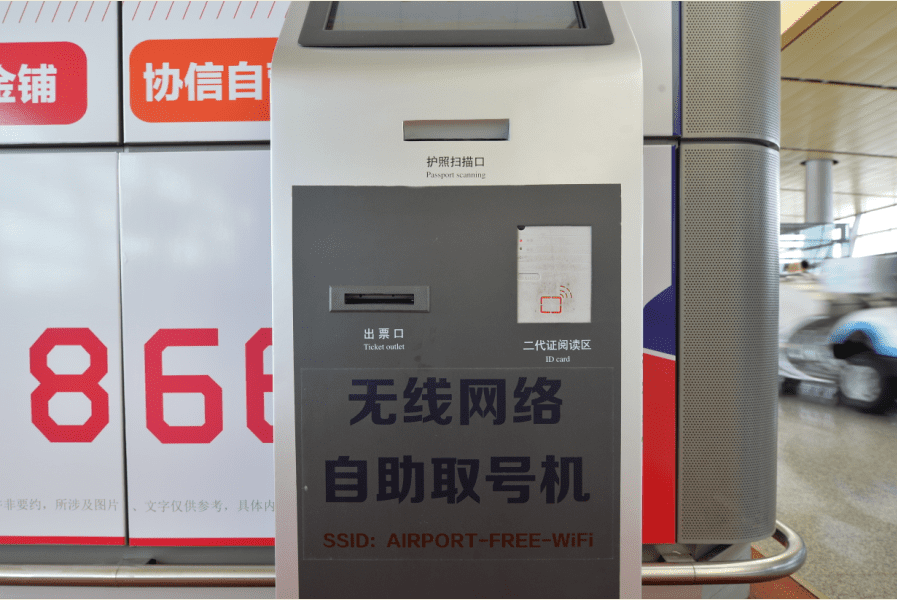 金铺
协信自
护照扫描口
Passport scanning
出票口
Ticket outlet
二代证阅读区
ID card
无线网络
自助取号机
SSID: AIRPORT-FREE-WiFi
8
66
非要约，所涉及图片
、文字仅供参考，具体内